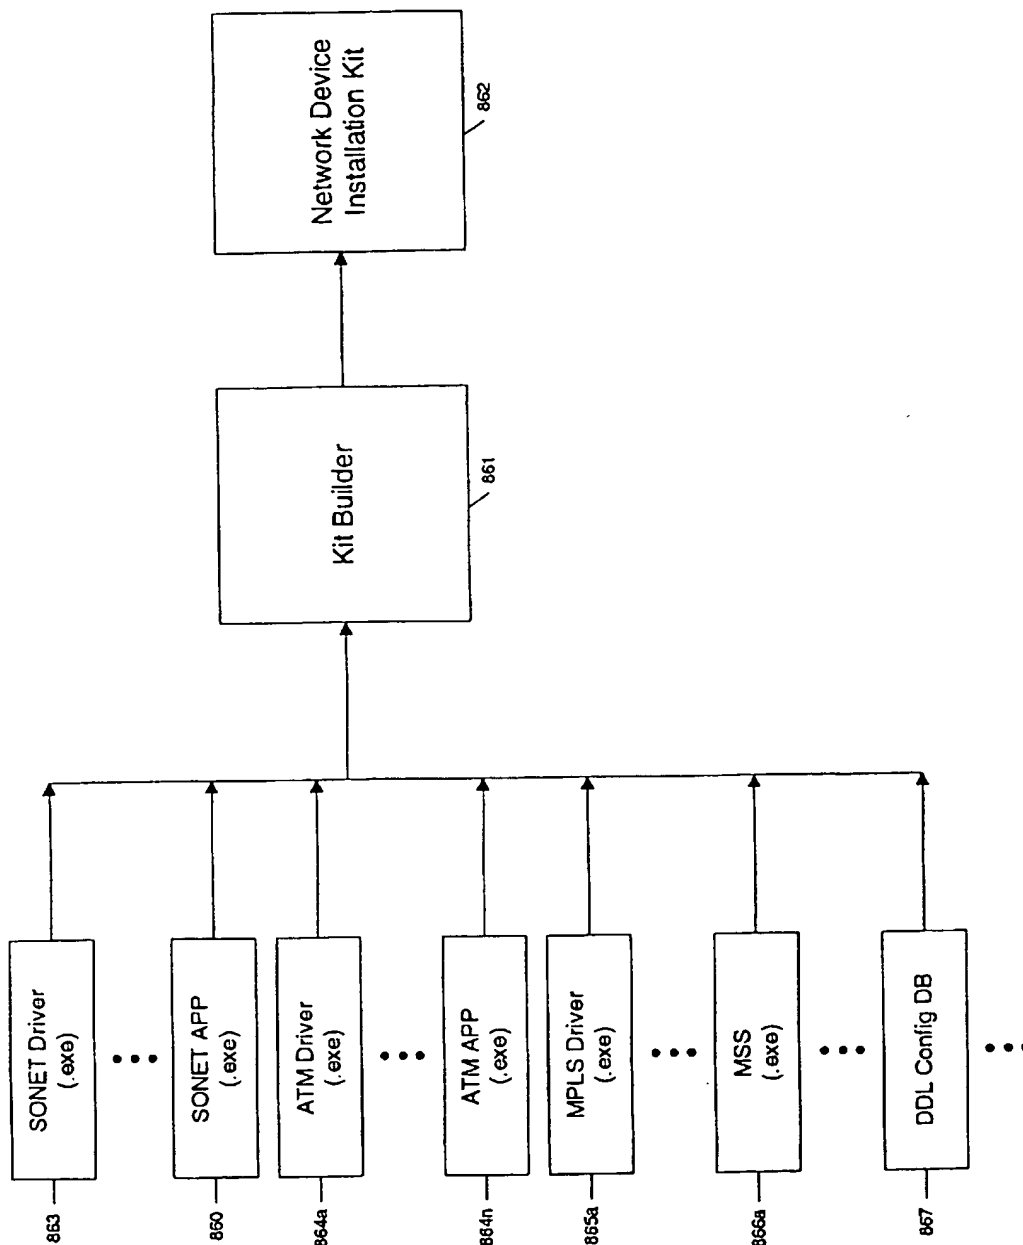 863
SONET Driver
(.exe)
860
SONET APP
(.exe)
864a
ATM Driver
(.exe)
864n
ATM APP
(.exe)
865a
MPLS Driver
(.exe)
866a
MSS
(.exe)
867
DDL Config DB
Kit Builder
861
Network Device
Installation Kit
862